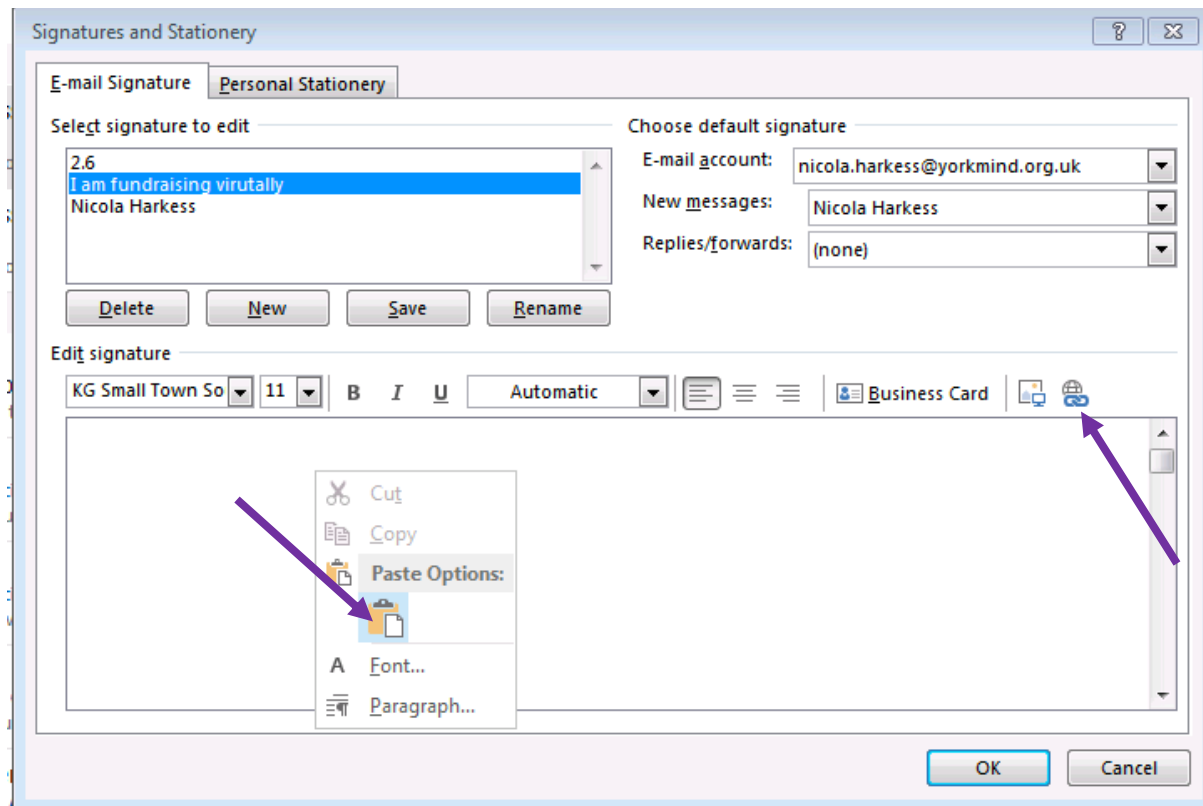 Signatures and Stationery
E-mail Signature Personal Stationery
Select signature to edit
Choose default signature
2.6
I am fundraising virutally
Nicola Harkess
E-mail account: nicola.harkess@yorkmind.org.uk
New messages: Nicola Harkess
Replies/forwards: (none)
Delete New Save Rename
Edit signature
KG Small Town So 11 B I U Automatic Business Card
Cut
Copy
Paste Options:
A Font...
Paragraph...
OK Cancel